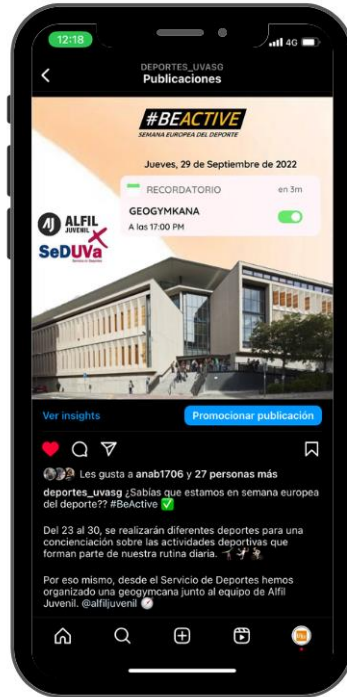 12:18
4G
DEPORTES_UVASG
Publicaciones
#BEACTIVE
SEMANA EUROPEA DEL DEPORTE
Jueves, 29 de Septiembre de 2022
RECORDATORIO en 3m
GEOGYMKANA
A las 17:00 PM
AJ ALFIL
JUVENIL
SeDUVa
Ver insights
Promocionar publicación
Les gusta a anab1706 y 27 personas más
deportes_uvasg ¿Sabías que estamos en semana europea
del deporte?? #BeActive ✅
Del 23 al 30, se realizarán diferentes deportes para una
concienciación sobre las actividades deportivas que
forman parte de nuestra rutina diaria.
Por eso mismo, desde el Servicio de Deportes hemos
organizado una geogymcana junto al equipo de Alfil
Juvenil. @alfiljuvenil